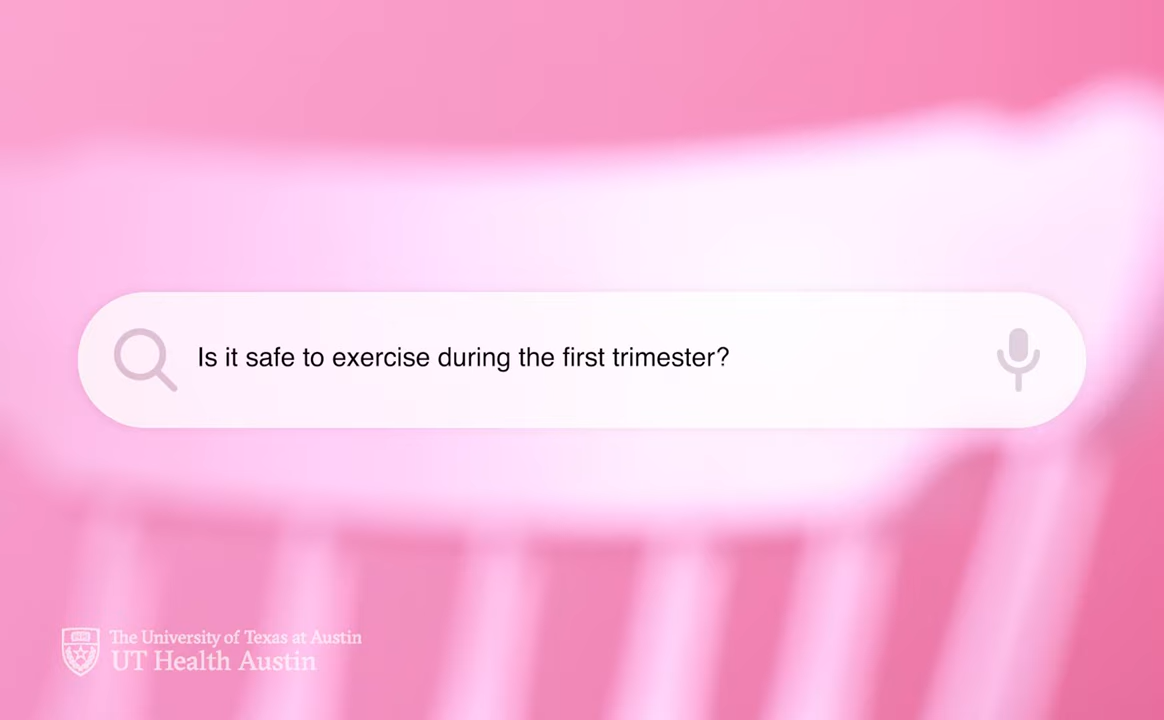 Is it safe to exercise during the first trimester?
The University of Texas at Austin
UT Health Austin